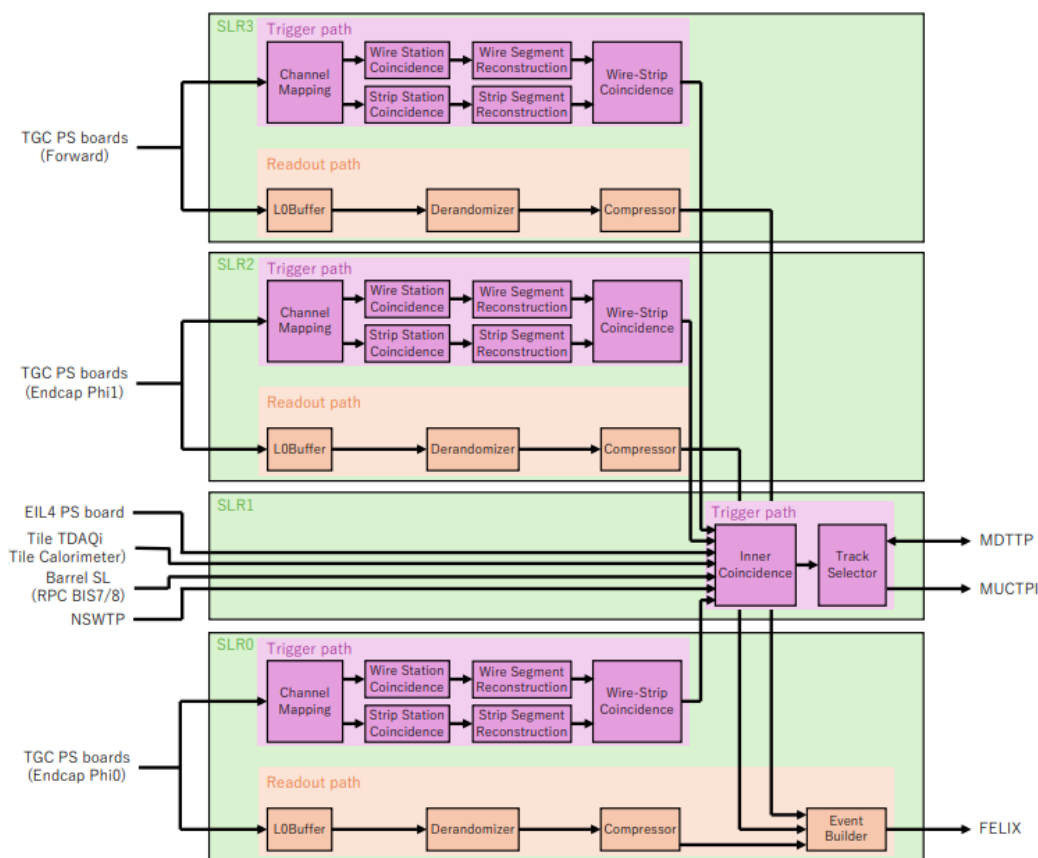 SLR3
Trigger path
Channel
Mapping
Wire Station
Coincidence
Wire Segment
Reconstruction
Strip Station
Coincidence
Strip Segment
Reconstruction
Wire-Strip
Coincidence
TGC PS boards
(Forward)
Readout path
L0Buffer
Derandomizer
Compressor
SLR2
Trigger path
Channel
Mapping
Wire Station
Coincidence
Wire Segment
Reconstruction
Strip Station
Coincidence
Strip Segment
Reconstruction
Wire-Strip
Coincidence
TGC PS boards
(Endcap Phi1)
Readout path
L0Buffer
Derandomizer
Compressor
SLR1
EIL4 PS board
Tile TDAQi
Tile Calorimeter)
Barrel SL
(RPC BIS7/8)
NSWTP
Trigger path
Inner
Coincidence
Track
Selector
MDTTP
MUCTPI
SLR0
Trigger path
Channel
Mapping
Wire Station
Coincidence
Wire Segment
Reconstruction
Strip Station
Coincidence
Strip Segment
Reconstruction
Wire-Strip
Coincidence
TGC PS boards
(Endcap Phi0)
Readout path
L0Buffer
Derandomizer
Compressor
Event
Builder
FELIX